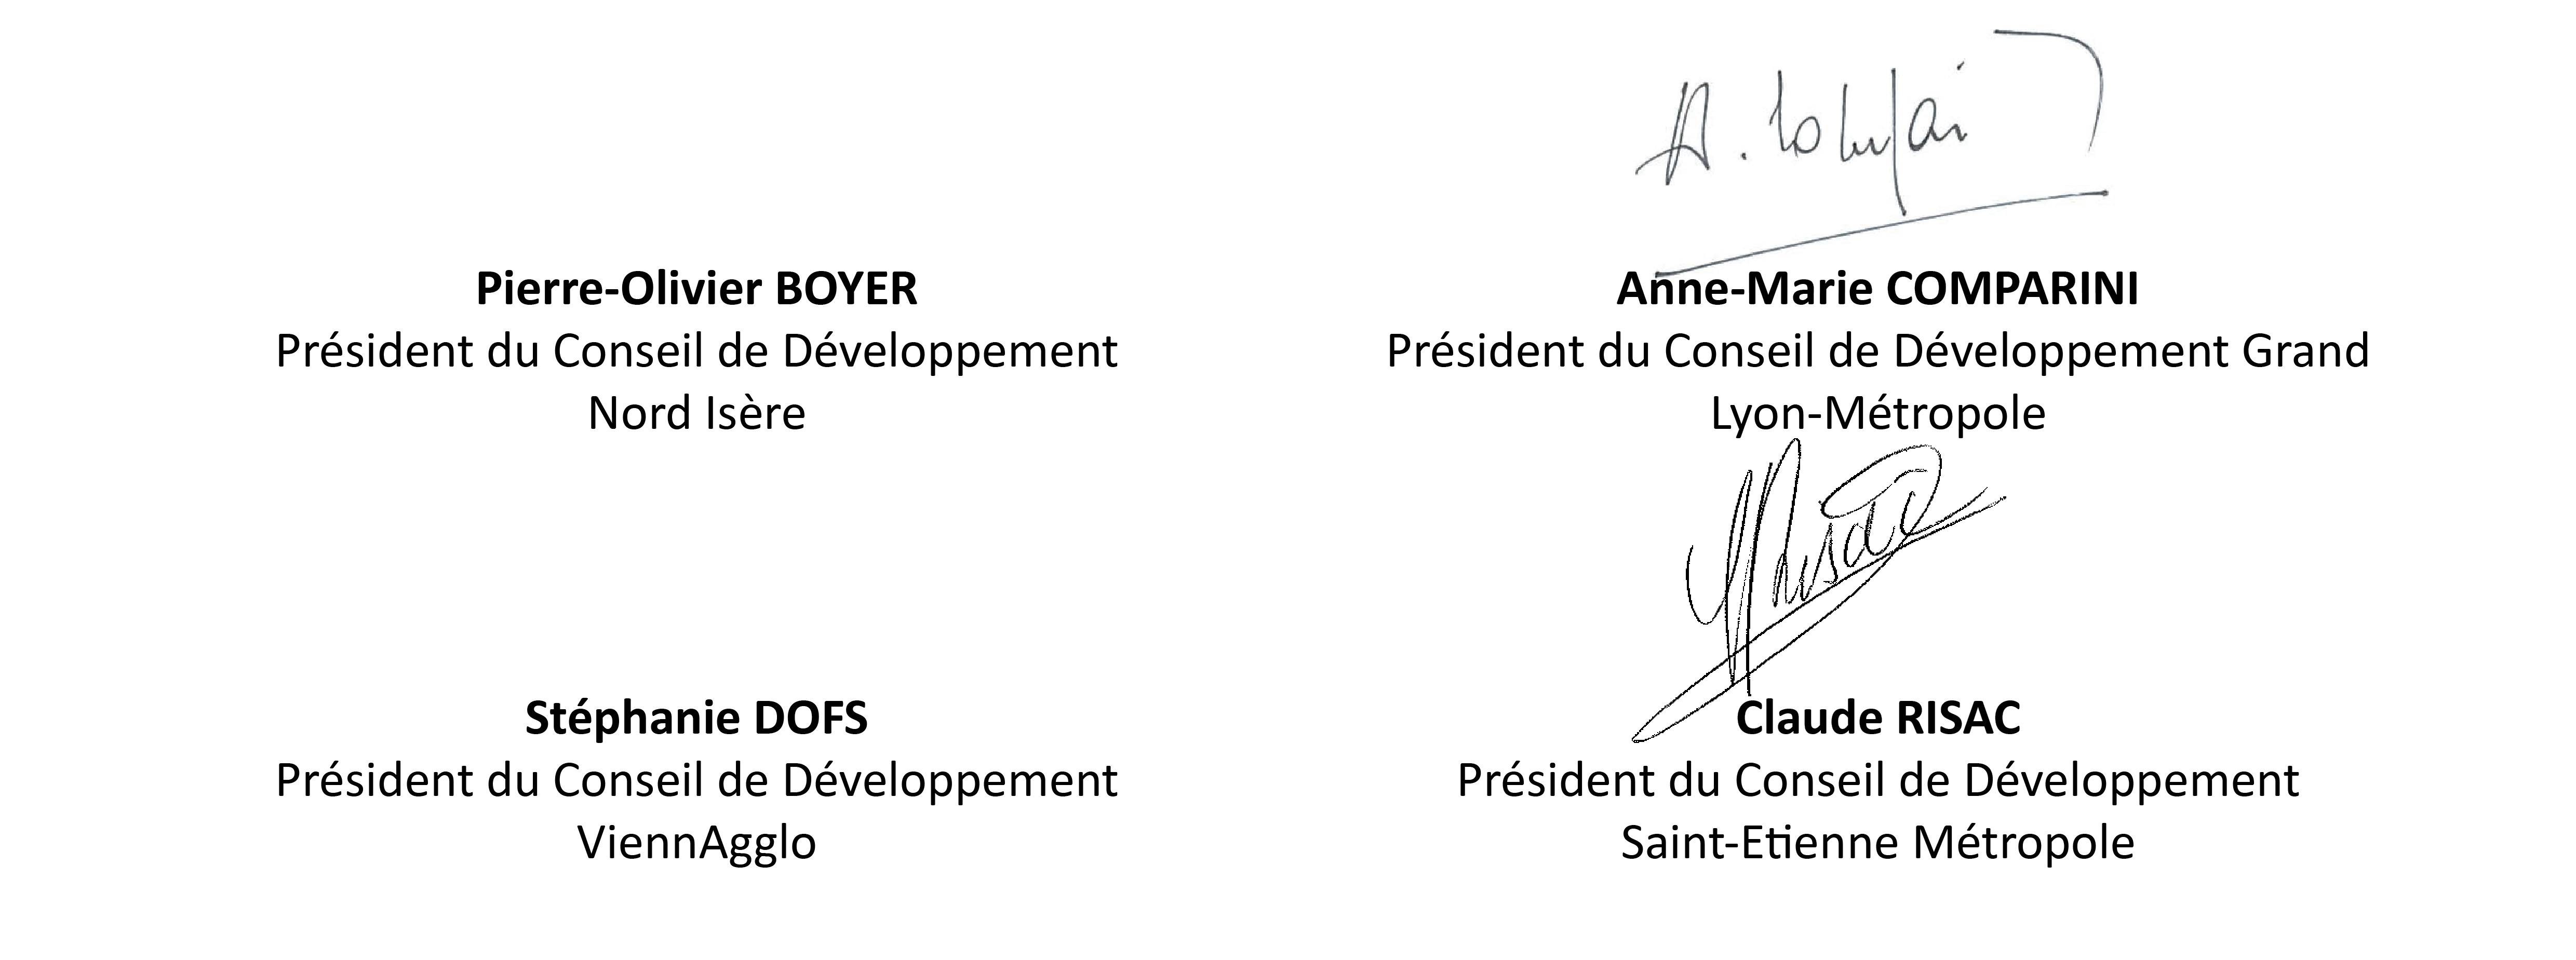 A. Comparini
Pierre-Olivier BOYER
Président du Conseil de Développement
Nord Isère
Anne-Marie COMPARINI
Président du Conseil de Développement Grand
Lyon-Métropole
Risac
Stéphanie DOFS
Président du Conseil de Développement
ViennAgglo
Claude RISAC
Président du Conseil de Développement
Saint-Etienne Métropole